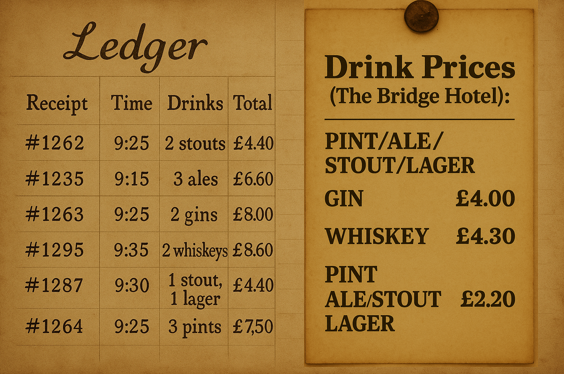 Ledger
Receipt Time Drinks Total
#1262 9:25 2 stouts £4.40
#1235 9:15 3 ales £6.60
#1263 9:25 2 gins £8.00
#1295 9:35 2 whiskeys £8.60
#1287 9:30 1 stout, 1 lager £4.40
#1264 9:25 3 pints £7,50
Drink Prices
(The Bridge Hotel):
PINT/ALE/
STOUT/LAGER
GIN £4.00
WHISKEY £4.30
PINT
ALE/STOUT £2.20
LAGER